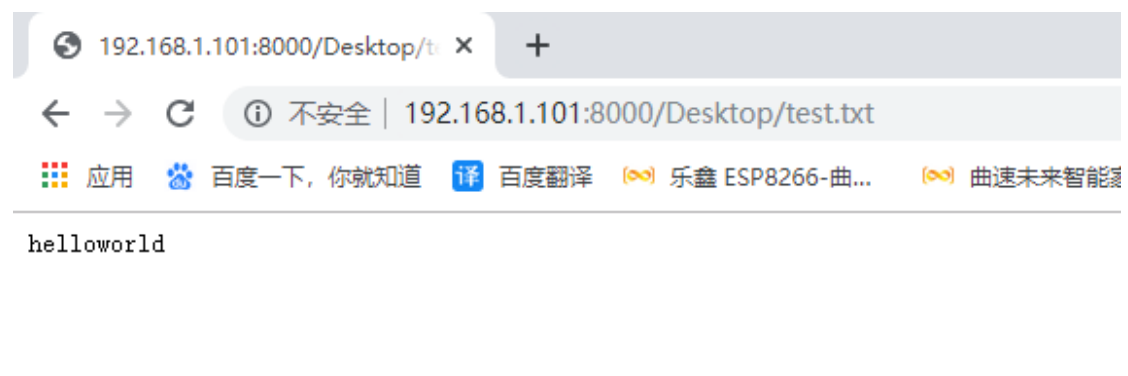 192.168.1.101:8000/Desktop/t
不安全 | 192.168.1.101:8000/Desktop/test.txt
应用 百度一下，你就知道 译 百度翻译 乐鑫 ESP8266-曲... 曲速未来智能家
helloworld